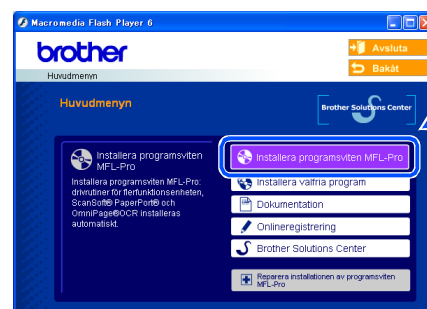 Macromedia Flash Player 6
brother
Avsluta
Bakåt
Huvudmenyn
Huvudmenyn
Brother Solutions Center
Installera programsviten
MFL-Pro
Installera programsviten MFL-Pro:
drivrutiner för flerfunktionsenheten,
ScanSoft® PaperPort® och
OmniPage®OCR installeras
automatiskt.
Installera programsviten MFL-Pro
Installera valfria program
Dokumentation
Onlineregistrering
Brother Solutions Center
Reparera installationen av programsviten
MFL-Pro